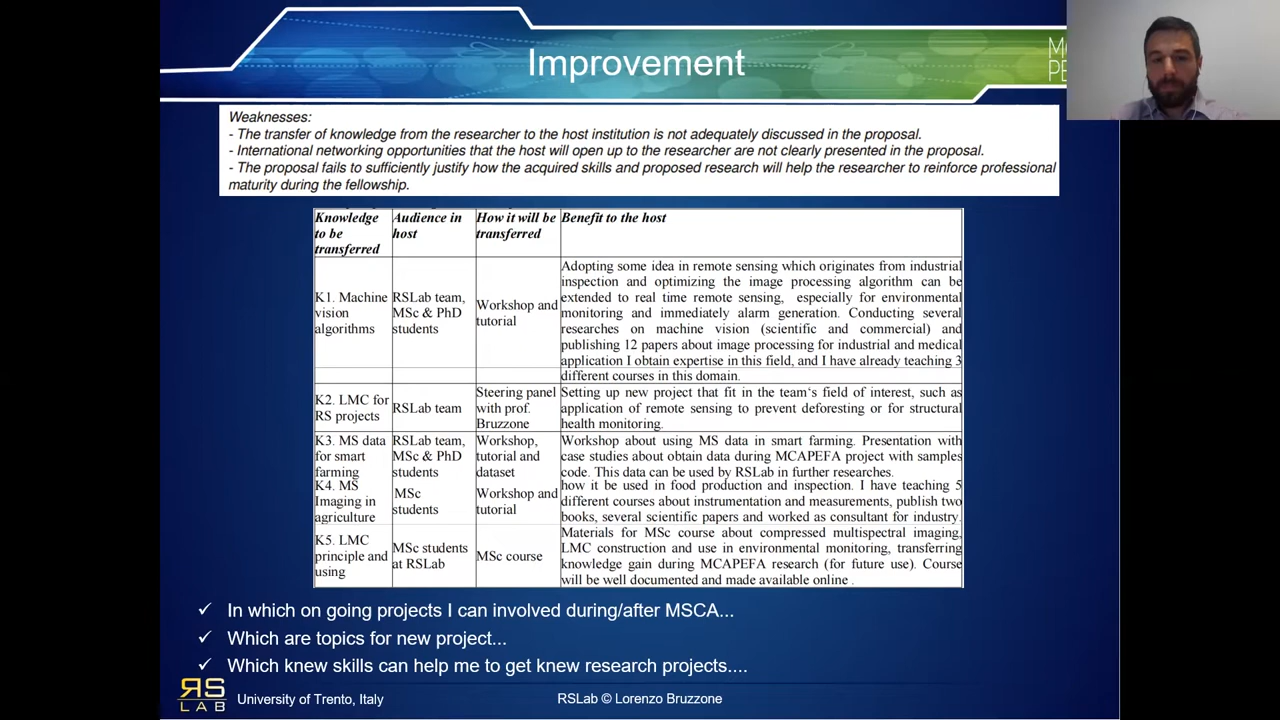 Improvement
Weaknesses:
- The transfer of knowledge from the researcher to the host institution is not adequately discussed in the proposal.
- International networking opportunities that the host will open up to the researcher are not clearly presented in the proposal.
- The proposal fails to sufficiently justify how the acquired skills and proposed research will help the researcher to reinforce professional
maturity during the fellowship.
Knowledge
to be
transferred
Audience in
host
How it will be
transferred
Benefit to the host
K1. Machine
vision
algorithms
RSLab team,
MSc & PhD
students
Workshop and
tutorial
Adopting some idea in remote sensing which originates from industrial
inspection and optimizing the image processing algorithm can be
extended to real time remote sensing, especially for environmental
monitoring and immediately alarm generation. Conducting several
researches on machine vision (scientific and commercial) and
publishing 12 papers about image processing for industrial and medical
application I obtain expertise in this field, and I have already teaching 3
different courses in this domain.
K2. LMC for
RS projects
RSLab team
Steering panel
with prof.
Bruzzone
Setting up new project that fit in the team's field of interest, such as
application of remote sensing to prevent deforesting or for structural
health monitoring.
K3. MS data
for smart
farming
RSLab team,
MSc & PhD
students
Workshop,
tutorial and
dataset
Workshop about using MS data in smart farming. Presentation with
case studies about obtain data during MCAPEFA project with samples
code. This data can be used by RSLab in further researches.
K4. MS
Imaging in
agriculture
MSc
students
Workshop and
tutorial
how it be used in food production and inspection. I have teaching 5
different courses about instrumentation and measurements, publish two
books, several scientific papers and worked as consultant for industry.
K5. LMC
principle and
using
MSc students
at RSLab
MSc course
Materials for MSc course about compressed multispectral imaging,
LMC construction and use in environmental monitoring, transferring
knowledge gain during MCAPEFA research (for future use). Course
will be well documented and made available online .
✓ In which on going projects I can involved during/after MSCA...
✓ Which are topics for new project...
✓ Which knew skills can help me to get knew research projects....
RS
LAB
University of Trento, Italy
RSLab © Lorenzo Bruzzone